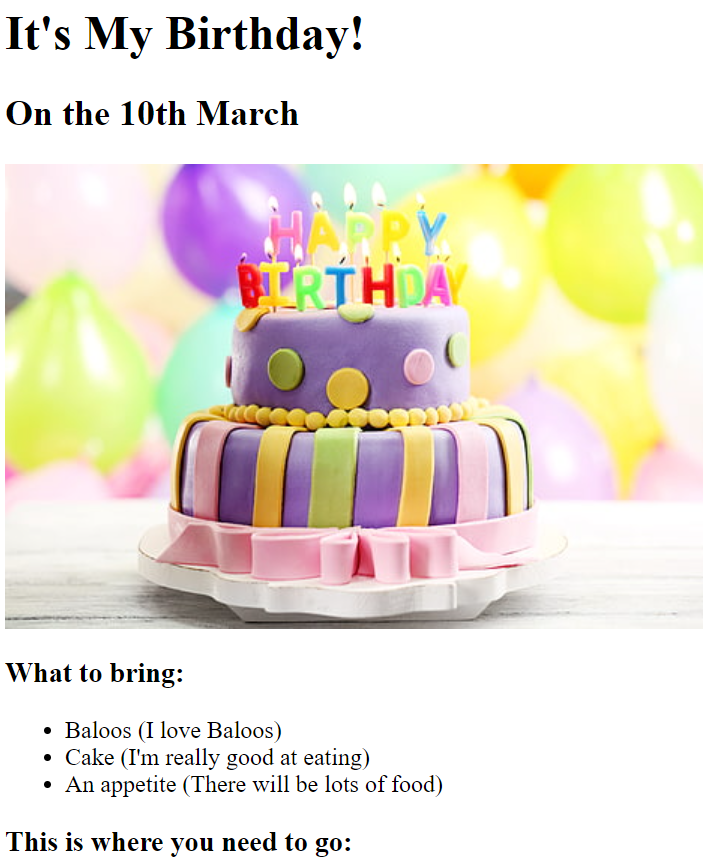 It's My Birthday!
On the 10th March
HAPPY
BIRTHDAY
What to bring:
Baloos (I love Baloos)
Cake (I'm really good at eating)
An appetite (There will be lots of food)
This is where you need to go: